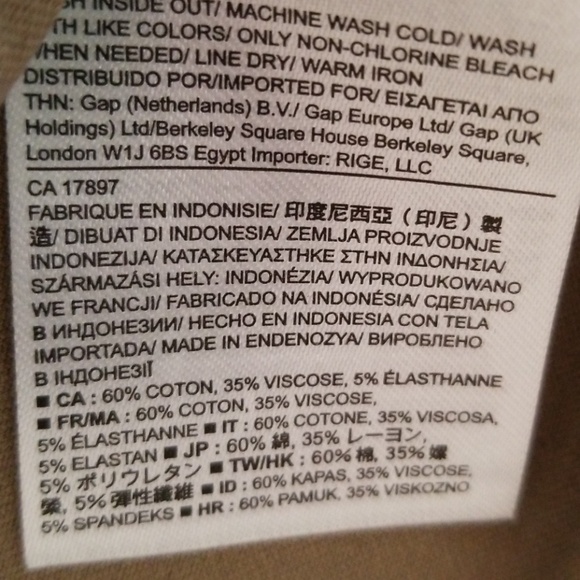 SH INSIDE OUT/ MACHINE WASH COLD/ WASH
TH LIKE COLORS/ ONLY NON-CHLORINE BLEACH
WHEN NEEDED/ LINE DRY/ WARM IRON
DISTRIBUIDO POR/IMPORTED FOR/ ΕΙΣΑΓΕΤΑΙ ΑΠΟ
THN: Gap (Netherlands) B.V./ Gap Europe Ltd/ Gap (UK
Holdings) Ltd/Berkeley Square House Berkeley Square,
London W1J 6BS Egypt Importer: RIGE, LLC
CA 17897
FABRIQUE EN INDONISIE/ 印度尼西亞（印尼）製
造/ DIBUAT DI INDONESIA/ ZEMLJA PROIZVODNJE
INDONEZIJA/ ΚΑΤΑΣΚΕΥΑΣΤΗΚΕ ΣΤΗΝ ΙΝΔΟΝΗΣΙΑ/
SZÁRMAZÁSI HELY: INDONÉZIA/ WYPRODUKOWANO
WE FRANCJI/ FABRICADO NA INDONÉSIA/ СДЕЛАНО
В ИНДОНЕЗИИ/ HECHO EN INDONESIA CON TELA
IMPORTADA/ MADE IN ENDENOZYA/ ВИРОБЛЕНО
В ІНДОНЕЗІЇ
■ CA : 60% COTON, 35% VISCOSE, 5% ÉLASTHANNE
■ FR/MA : 60% COTON, 35% VISCOSE,
5% ÉLASTHANNE ■ IT : 60% COTONE, 35% VISCOSA,
5% ELASTAN ■ JP : 60% 綿, 35% レーヨン,
5% ポリウレタン ■ TW/HK : 60% 棉, 35% 嫘
縈, 5% 彈性纖維 ■ ID : 60% KAPAS, 35% VISCOSE,
5% SPANDEKS ■ HR : 60% PAMUK, 35% VISKOZNO